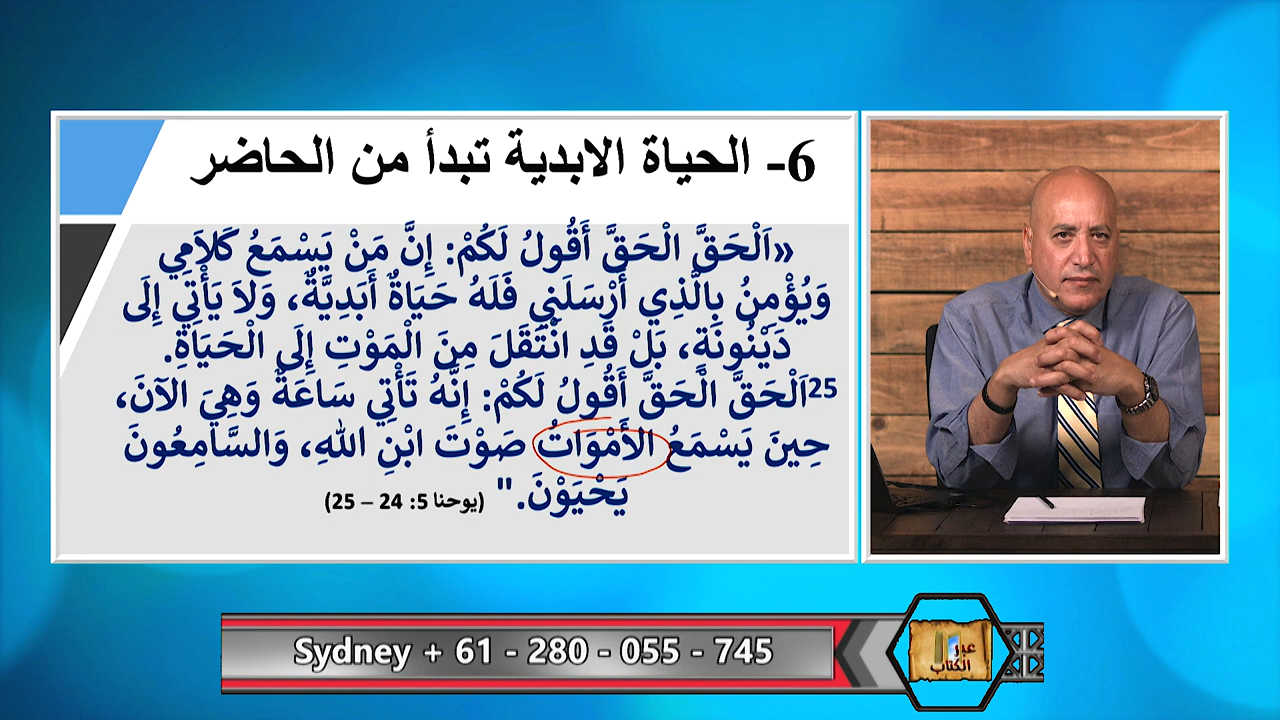 6- الحياة الابدية تبدأ من الحاضر
«اَلْحَقَّ الْحَقَّ أَقُولُ لَكُمْ: إِنَّ مَنْ يَسْمَعُ كَلاَمِي
وَيُؤْمِنُ بِالَّذِي أَرْسَلَنِي فَلَهُ حَيَاةٌ أَبَدِيَّةٌ، وَلاَ يَأْتِي إِلَى
دَيْنُونَةٍ، بَلْ قَدِ انْتَقَلَ مِنَ الْمَوْتِ إِلَى الْحَيَاةِ.
25اَلْحَقَّ الْحَقَّ أَقُولُ لَكُمْ: إِنَّهُ تَأْتِي سَاعَةٌ وَهِيَ الآنَ،
حِينَ يَسْمَعُ الأَمْوَاتُ صَوْتَ ابْنِ اللهِ، وَالسَّامِعُونَ
يَحْيَوْنَ." (يوحنا 5: 24 – 25)
Sydney + 61 - 280 - 055 - 745
عبر
الكتاب